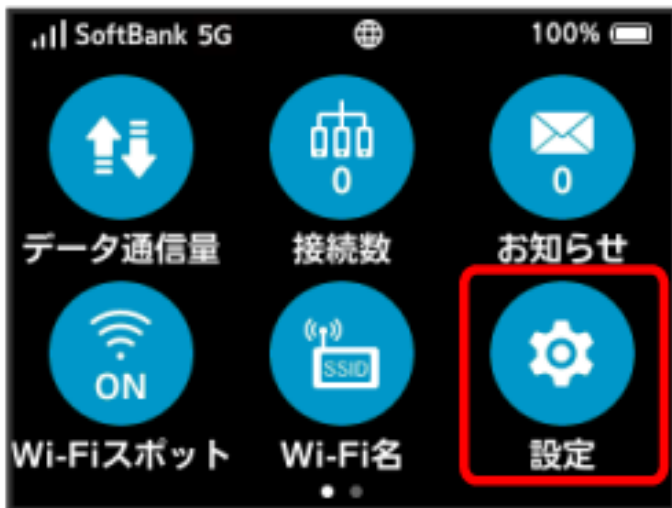 SoftBank 5G 100%
0 0
データ通信量 接続数 お知らせ
ON SSID
Wi-Fiスポット Wi-Fi名 設定